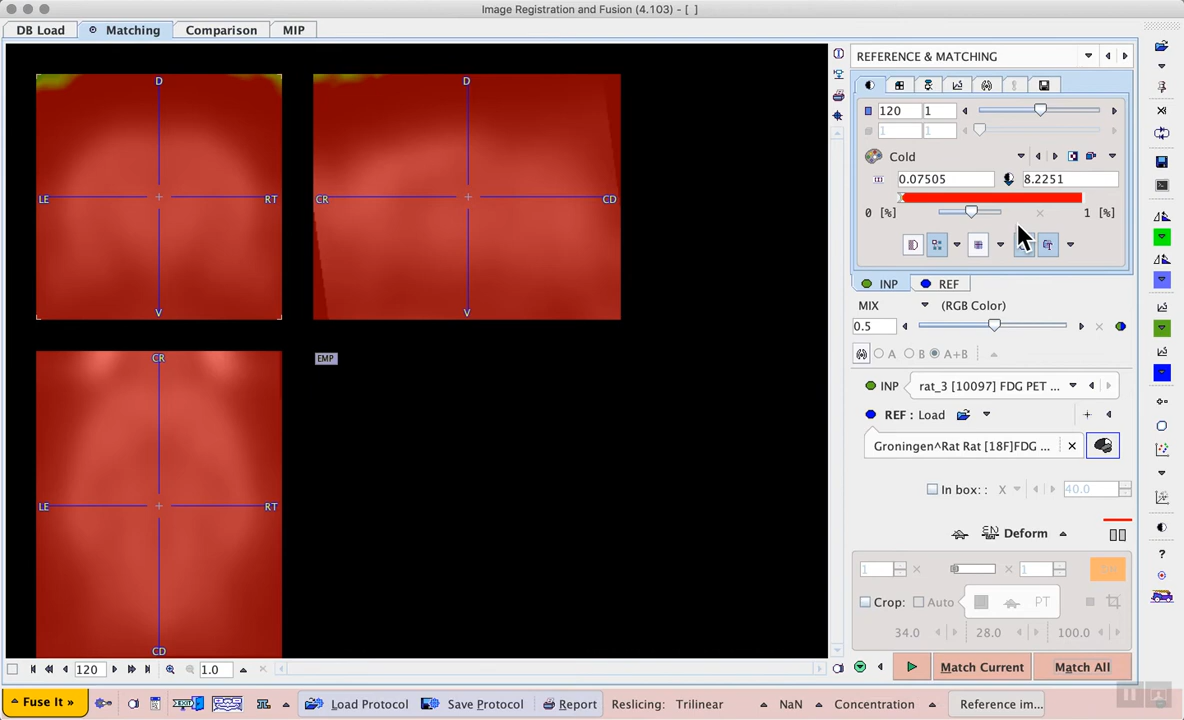 Image Registration and Fusion (4.103) - [ ]
DB Load
Matching
Comparison
MIP
D
LE
RT
V
D
CR
CD
V
CR
LE
RT
CD
EMP
REFERENCE & MATCHING
120
1
1
1
Cold
0.07505
8.2251
0 [%]
1 [%]
INP
REF
MIX
(RGB Color)
0.5
A
B
A+B
INP
rat_3 [10097] FDG PET ...
REF : Load
Groningen^Rat Rat [18F]FDG ...
In box: :
X
40.0
Deform
1
1
Crop:
Auto
PT
34.0
28.0
100.0
Match Current
Match All
120
1.0
Fuse It »
Load Protocol
Save Protocol
Report
Reslicing:
Trilinear
NaN
Concentration
Reference im...